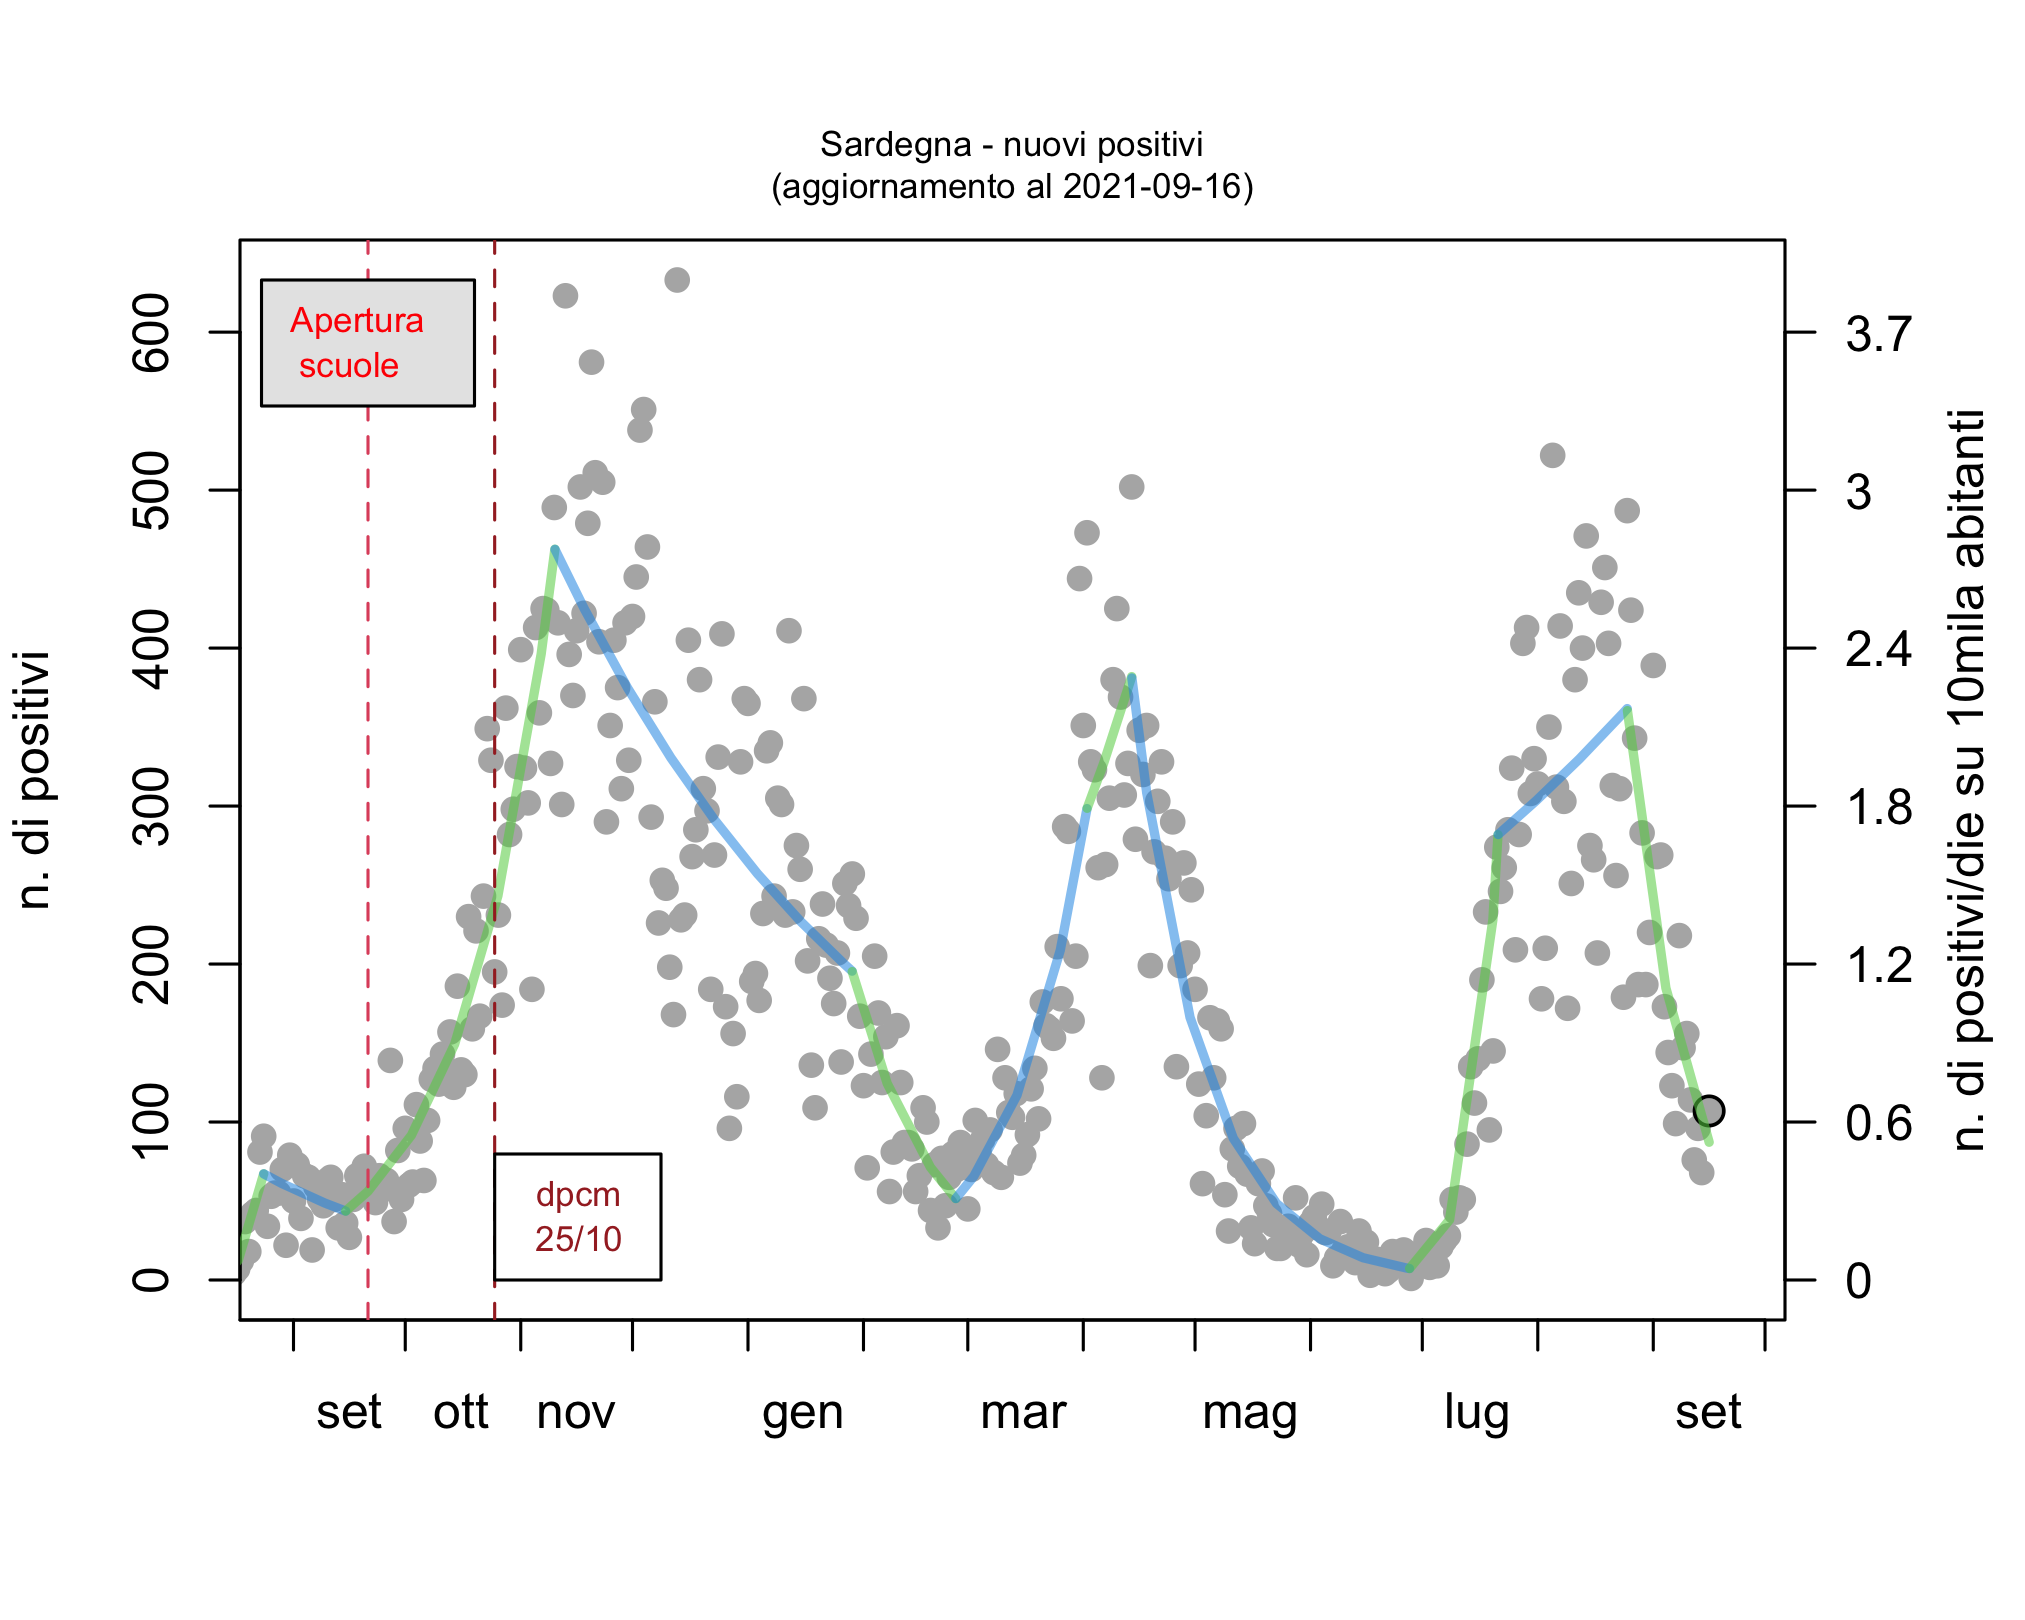 Sardegna - nuovi positivi
(aggiornamento al 2021-09-16)
Apertura
scuole
dpcm
25/10
n. di positivi
0
100
200
300
400
500
600
3.7
3
2.4
1.8
1.2
0.6
0
n. di positivi/die su 10mila abitanti
set ott nov gen mar mag lug set